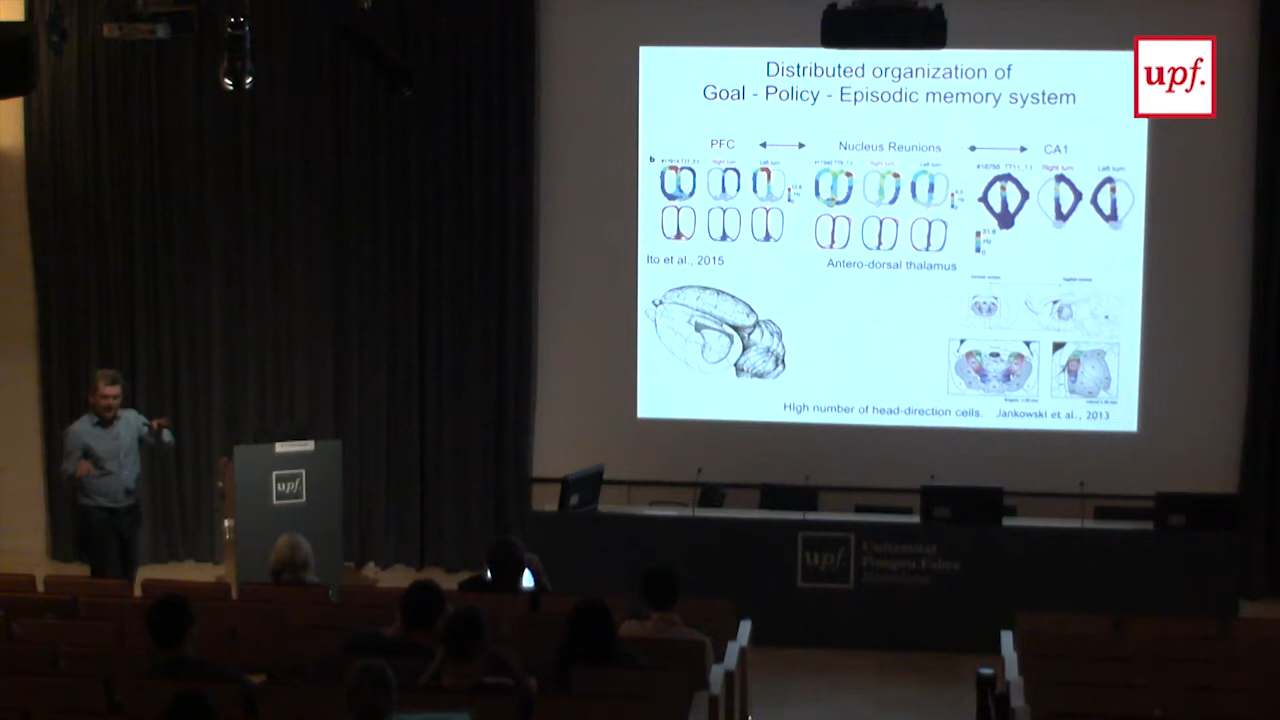 Distributed organization of
Goal - Policy - Episodic memory system
upf.
PFC
Nucleus Reunions
CA1
b
Right turn
Left turn
Right turn
Left turn
Right turn
Left turn
Hz
0
Ito et al., 2015
Antero-dorsal thalamus
HIgh number of head-direction cells. Jankowski et al., 2013
upf.
upf.
Universitat
Pompeu Fabra
Barcelona